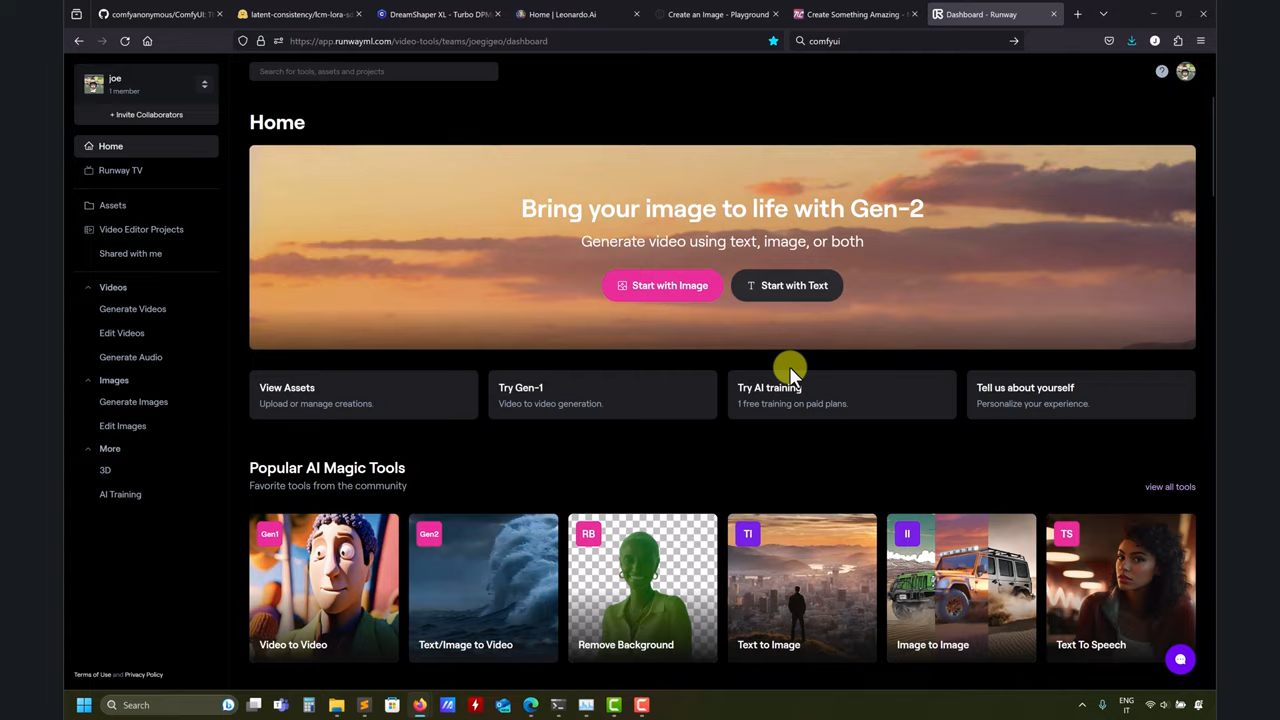 comfyanonymous/ComfyUI: Th
latent-consistency/lcm-lora-sd
DreamShaper XL - Turbo DPM
Home | Leonardo.Ai
Create an Image - Playground
Create Something Amazing - N
Dashboard - Runway
https://app.runwayml.com/video-tools/teams/joegigeo/dashboard
comfyui
joe
1 member
+ Invite Collaborators
Home
Runway TV
Assets
Video Editor Projects
Shared with me
Videos
Generate Videos
Edit Videos
Generate Audio
Images
Generate Images
Edit Images
More
3D
AI Training
Terms of Use and Privacy Policy
Search for tools, assets and projects
Home
Bring your image to life with Gen-2
Generate video using text, image, or both
Start with Image
Start with Text
View Assets
Upload or manage creations.
Try Gen-1
Video to video generation.
Try AI training
1 free training on paid plans.
Tell us about yourself
Personalize your experience.
Popular AI Magic Tools
Favorite tools from the community
view all tools
Gen1
Video to Video
Gen2
Text/Image to Video
RB
Remove Background
TI
Text to Image
II
Image to Image
TS
Text To Speech
Search
ENG
IT